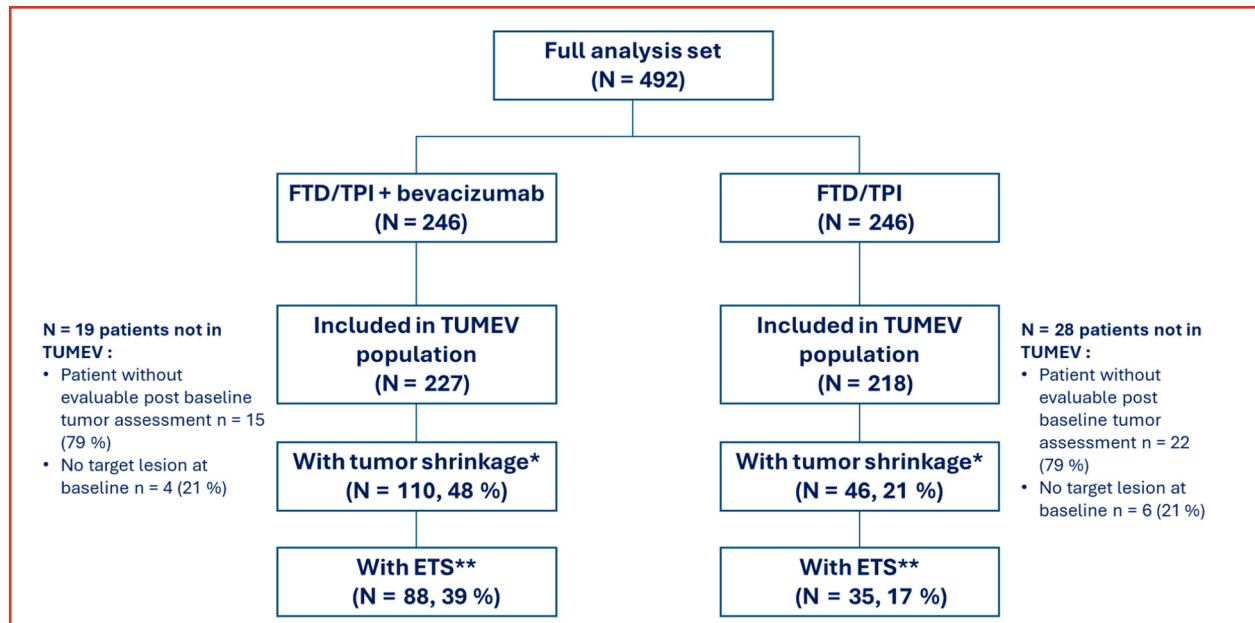 Full analysis set
(N = 492)
FTD/TPI + bevacizumab
(N = 246)
FTD/TPI
(N = 246)
N = 19 patients not in
TUMEV :
• Patient without
evaluable post baseline
tumor assessment n = 15
(79 %)
• No target lesion at
baseline n = 4 (21 %)
Included in TUMEV
population
(N = 227)
Included in TUMEV
population
(N = 218)
N = 28 patients not in
TUMEV :
• Patient without
evaluable post
baseline tumor
assessment n = 22
(79 %)
• No target lesion at
baseline n = 6 (21 %)
With tumor shrinkage*
(N = 110, 48 %)
With tumor shrinkage*
(N = 46, 21 %)
With ETS**
(N = 88, 39 %)
With ETS**
(N = 35, 17 %)